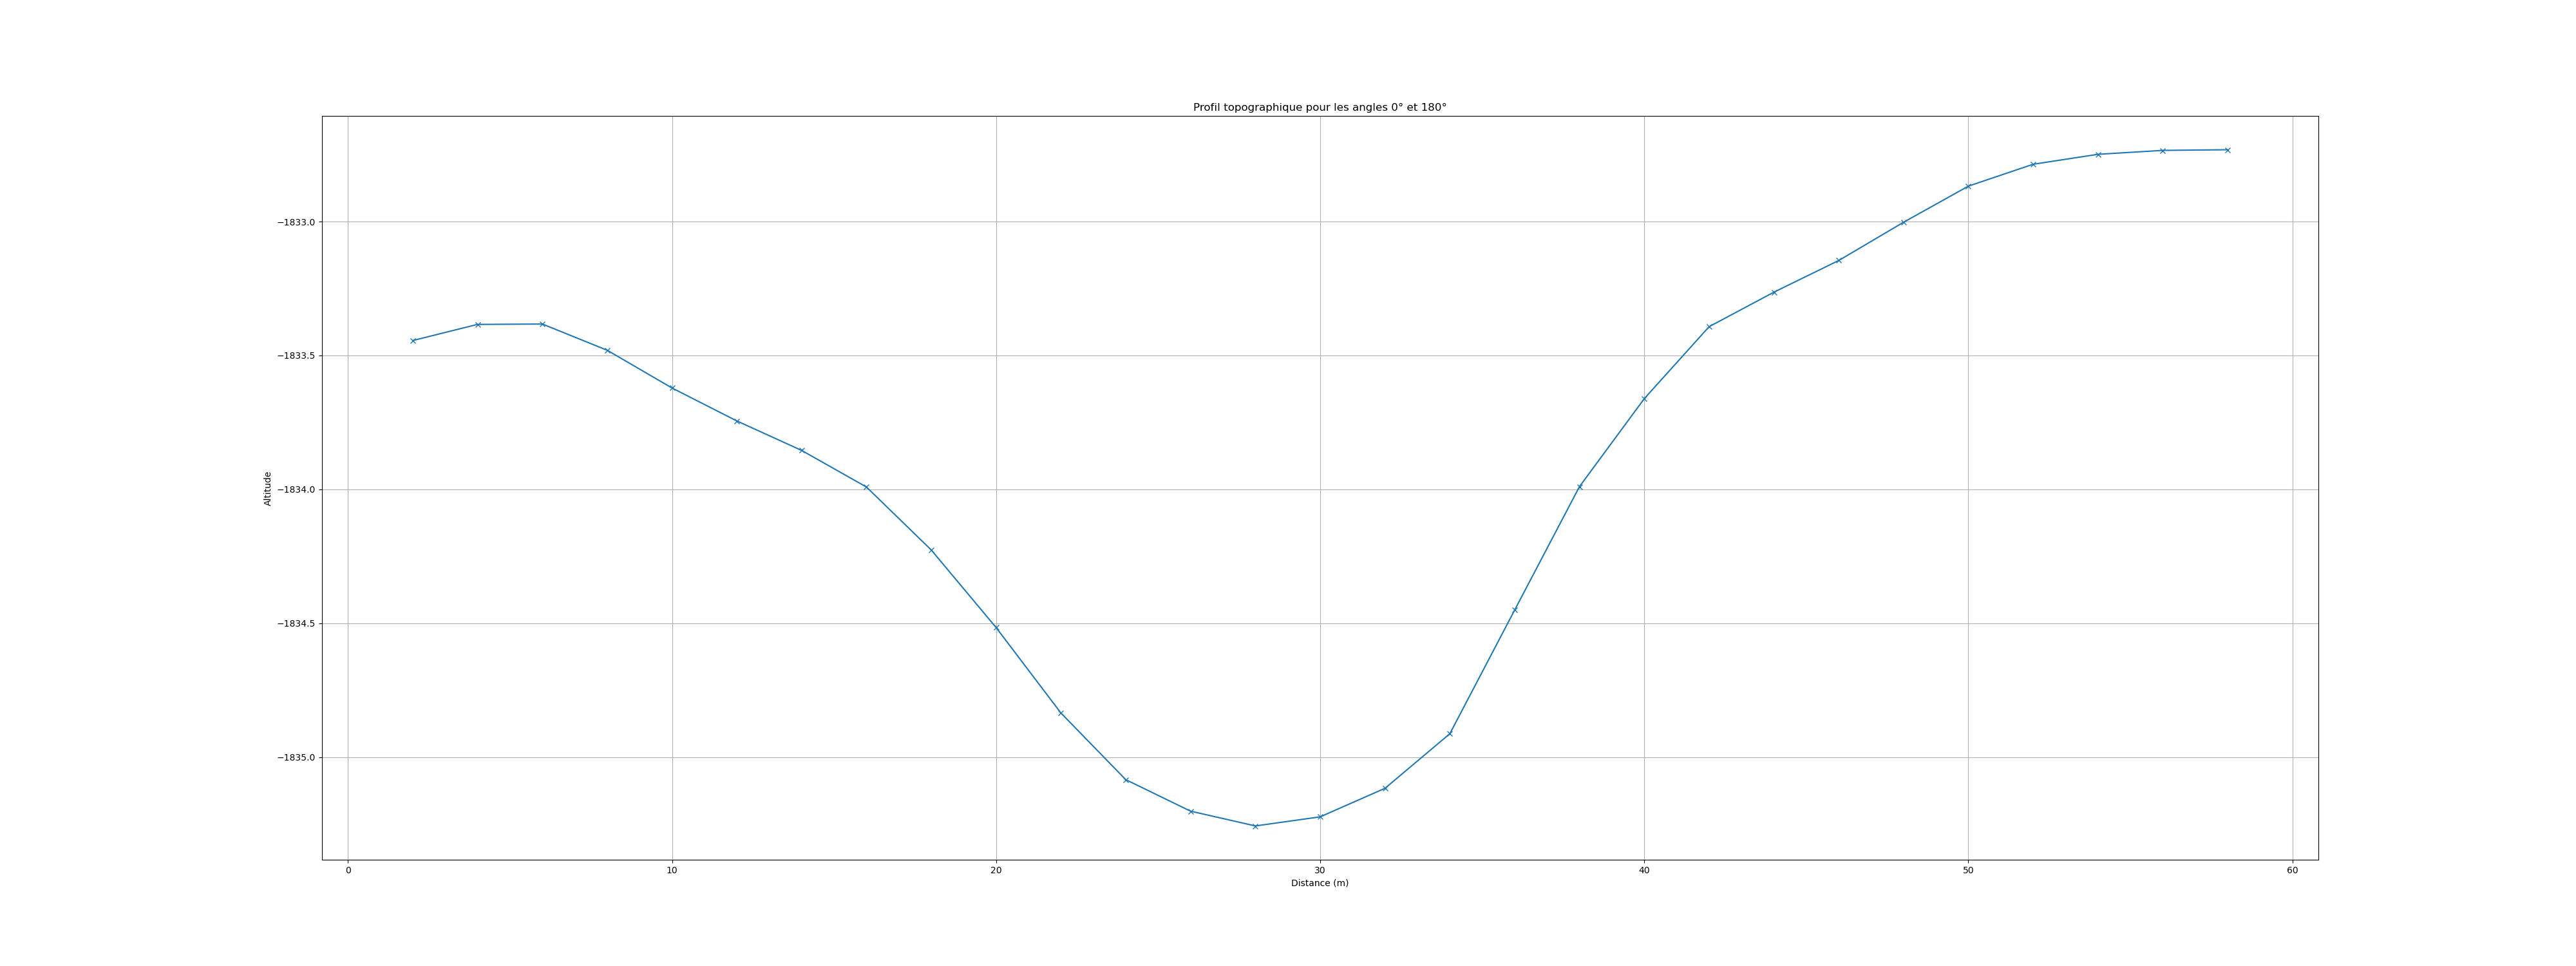 Profil topographique pour les angles 0° et 180°
−1833.0
−1833.5
−1834.0
Altitude
−1834.5
−1835.0
0 10 20 30 40 50 60
Distance (m)